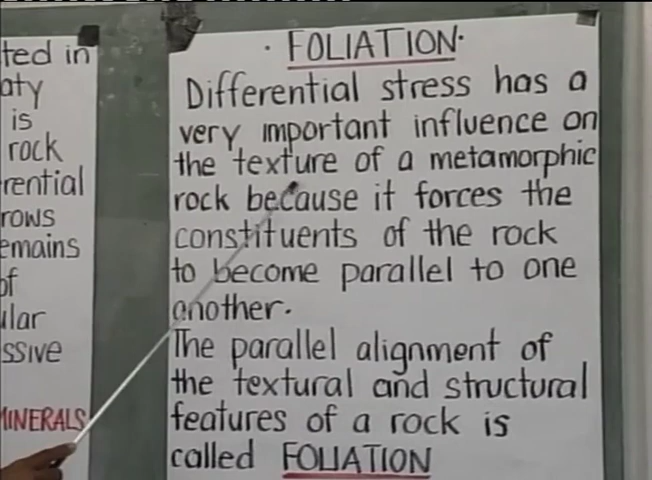 ted in
aty
is
rock
rential
rows
emains
of
ular
ssive
MINERALS
· FOLIATION·
Differential stress has a
very important influence on
the texture of a metamorphic
rock because it forces the
constituents of the rock
to become parallel to one
another.
The parallel alignment of
the textural and structural
features of a rock is
called FOLIATION